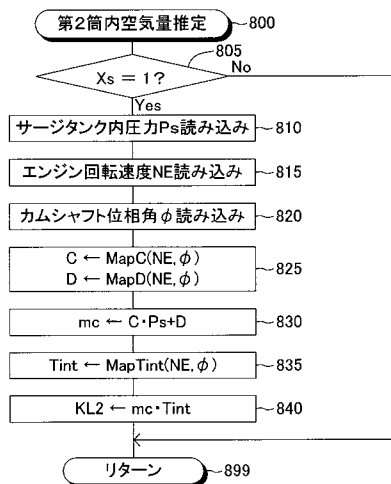 第2筒内空気量推定
800
805
Xs = 1?
No
Yes
サージタンク内圧力Ps読み込み
810
エンジン回転速度NE読み込み
815
カムシャフト位相角φ読み込み
820
C ← MapC(NE,φ)
D ← MapD(NE,φ)
825
mc ← C・Ps+D
830
Tint ← MapTint(NE,φ)
835
KL2 ← mc・Tint
840
リターン
899